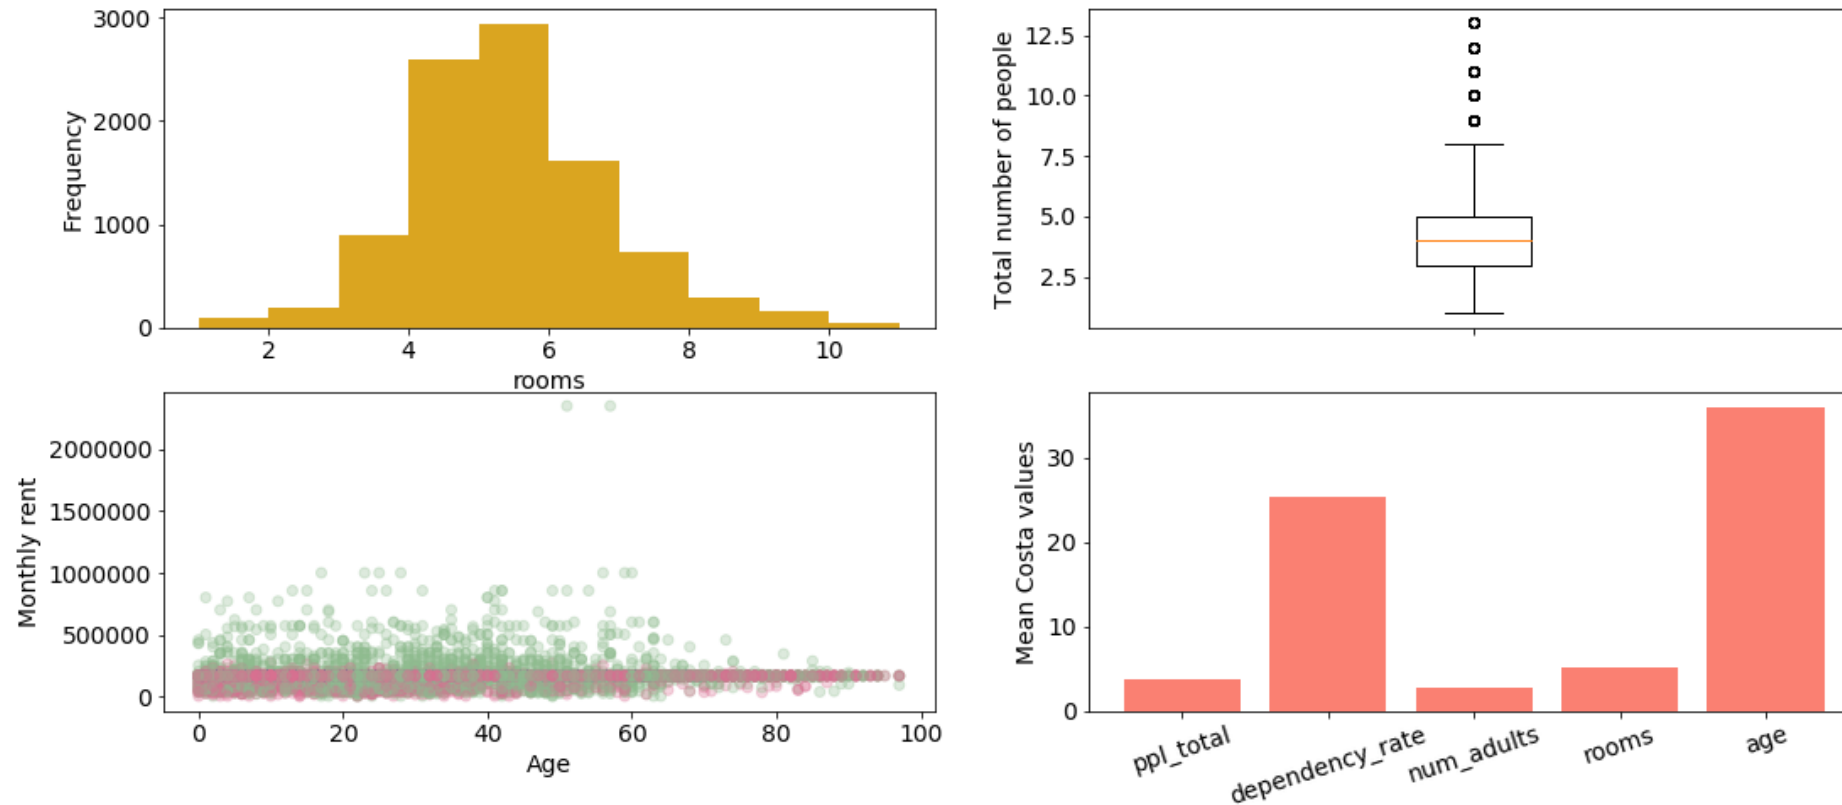 3000
2000
1000
0
Frequency
2 4 6 8 10
rooms
12.5
10.0
7.5
5.0
2.5
Total number of people
2000000
1500000
1000000
500000
0
Monthly rent
0 20 40 60 80 100
Age
30
20
10
0
Mean Costa values
ppl_total dependency_rate num_adults rooms age